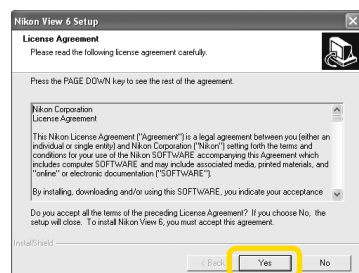 Nikon View 6 Setup
License Agreement
Please read the following license agreement carefully.
Press the PAGE DOWN key to see the rest of the agreement.
Nikon Corporation
License Agreement
This Nikon License Agreement ("Agreement") is a legal agreement between you (either an
individual or single entity) and Nikon Corporation ("Nikon") setting forth the terms and
conditions for your use of the Nikon SOFTWARE accompanying this Agreement which
includes computer SOFTWARE and may include associated media, printed materials, and
"online" or electronic documentation ("SOFTWARE").
By installing, downloading and/or using this SOFTWARE, you indicate your acceptance
Do you accept all the terms of the preceding License Agreement? If you choose No, the
setup will close. To install Nikon View 6, you must accept this agreement.
InstallShield
< Back
Yes
No